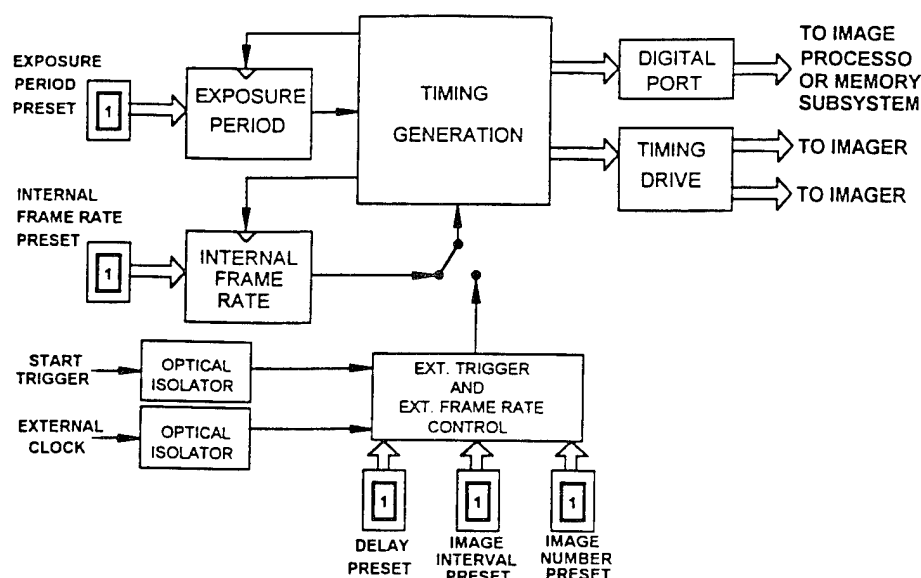 EXPOSURE
PERIOD
PRESET
1
EXPOSURE
PERIOD
TIMING
GENERATION
DIGITAL
PORT
TO IMAGE
PROCESSO
OR MEMORY
SUBSYSTEM
TIMING
DRIVE
TO IMAGER
TO IMAGER
INTERNAL
FRAME RATE
PRESET
1
INTERNAL
FRAME
RATE
START
TRIGGER
OPTICAL
ISOLATOR
EXT. TRIGGER
AND
EXT. FRAME RATE
CONTROL
EXTERNAL
CLOCK
OPTICAL
ISOLATOR
1
1
1
DELAY
PRESET
IMAGE
INTERVAL
PRESET
IMAGE
NUMBER
PRESET